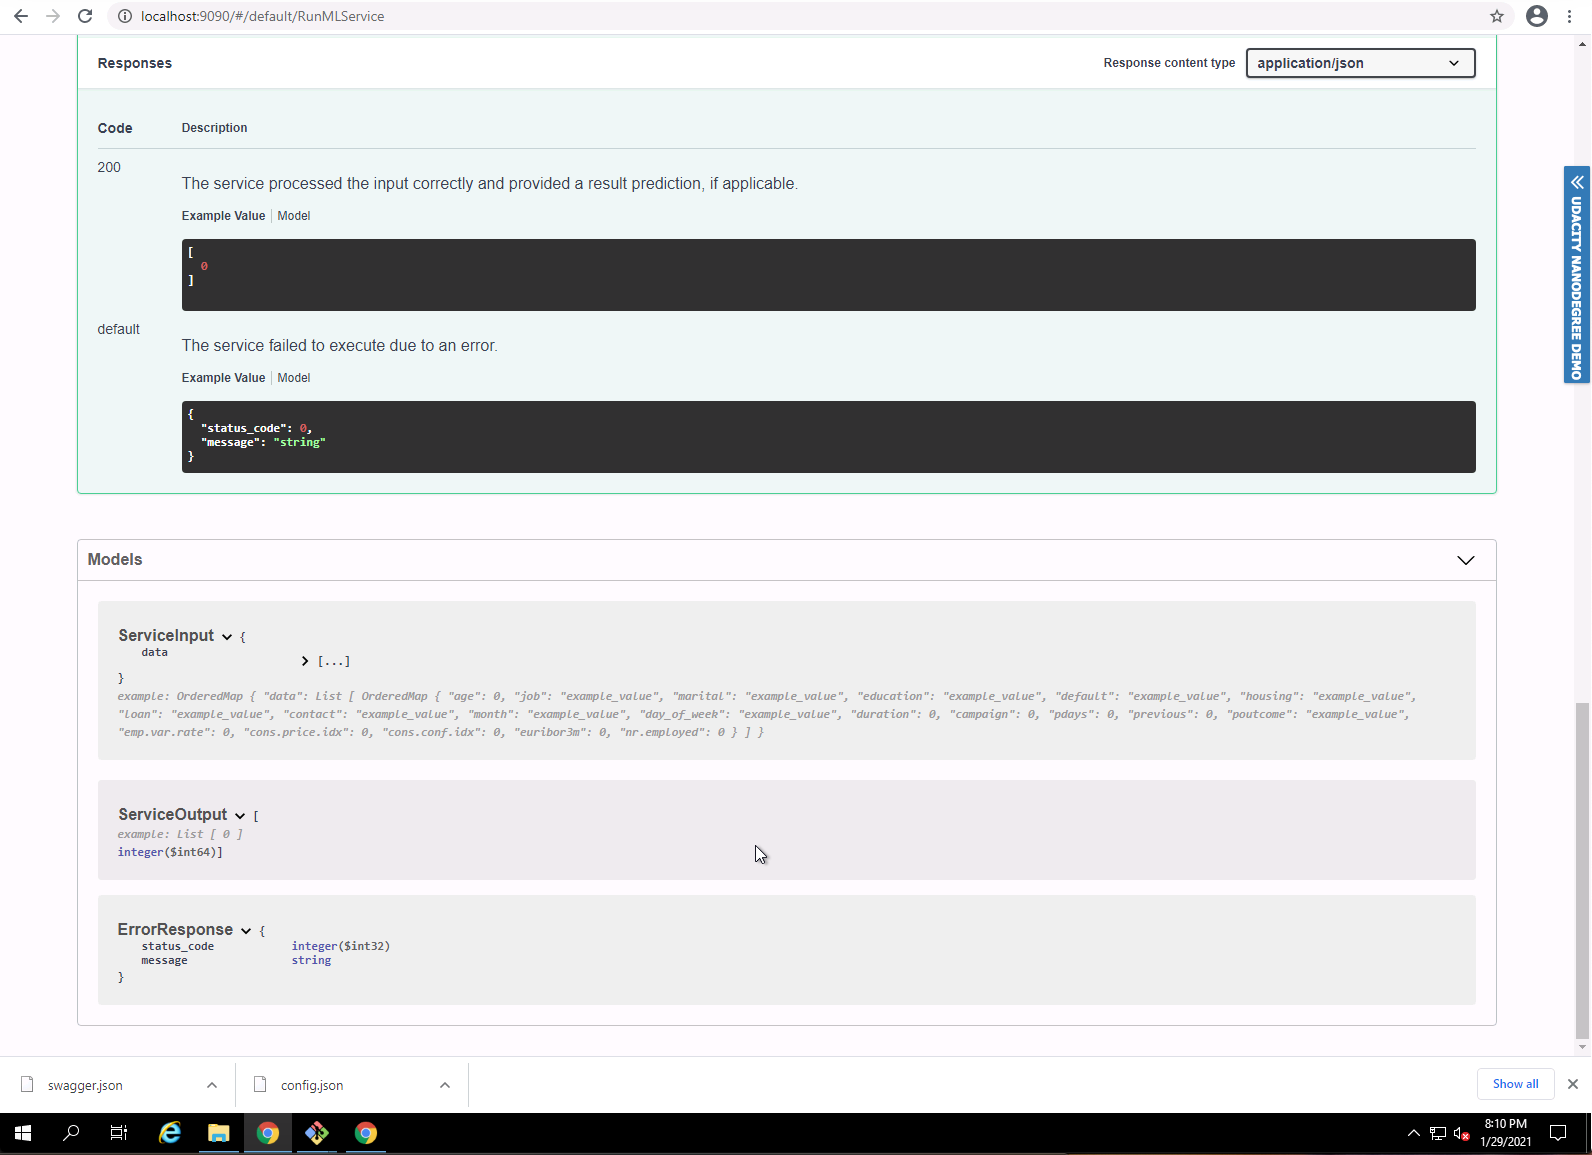 localhost:9090/#/default/RunMLService
Responses
Response content type
application/json
Code
Description
200
The service processed the input correctly and provided a result prediction, if applicable.
Example Value | Model
[
0
]
default
The service failed to execute due to an error.
Example Value | Model
{
"status_code": 0,
"message": "string"
}
UDACITY NANODEGREE DEMO
Models
ServiceInput {
data
[...]
}
example: OrderedMap { "data": List [ OrderedMap { "age": 0, "job": "example_value", "marital": "example_value", "education": "example_value", "default": "example_value", "housing": "example_value",
"loan": "example_value", "contact": "example_value", "month": "example_value", "day_of_week": "example_value", "duration": 0, "campaign": 0, "pdays": 0, "previous": 0, "poutcome": "example_value",
"emp.var.rate": 0, "cons.price.idx": 0, "cons.conf.idx": 0, "euribor3m": 0, "nr.employed": 0 } ] }
ServiceOutput [
example: List [ 0 ]
integer($int64)]
ErrorResponse {
status_code integer($int32)
message string
}
swagger.json
config.json
Show all
8:10 PM
1/29/2021